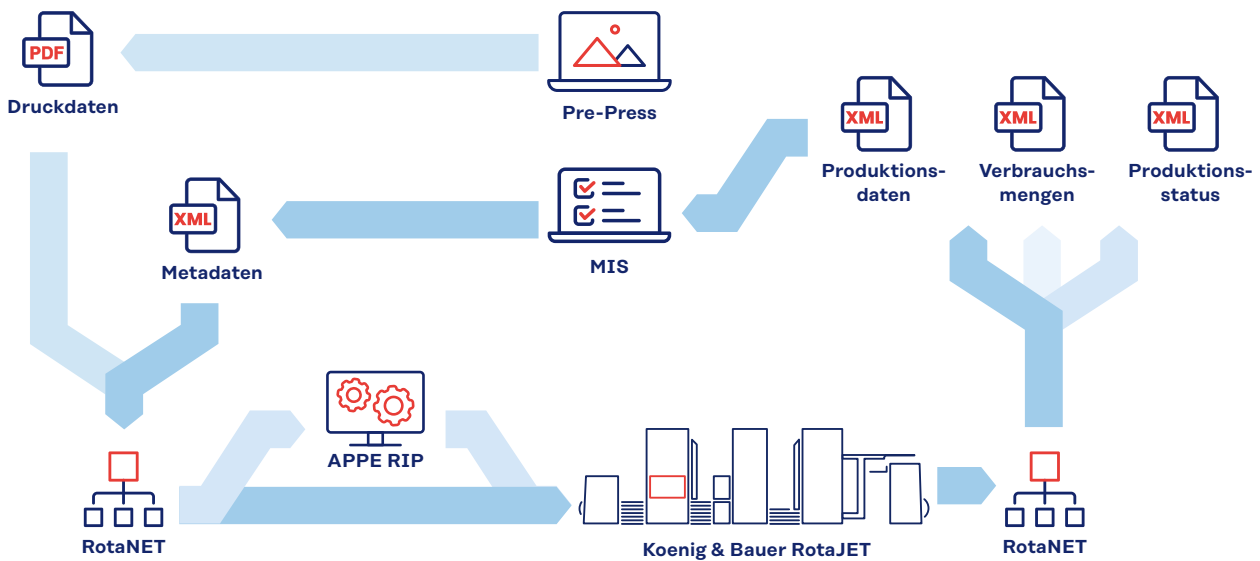 PDF
Druckdaten
Pre-Press
XML
Produktions-
daten
XML
Verbrauchs-
mengen
XML
Produktions-
status
XML
Metadaten
MIS
APPE RIP
RotaNET
Koenig & Bauer RotaJET
RotaNET